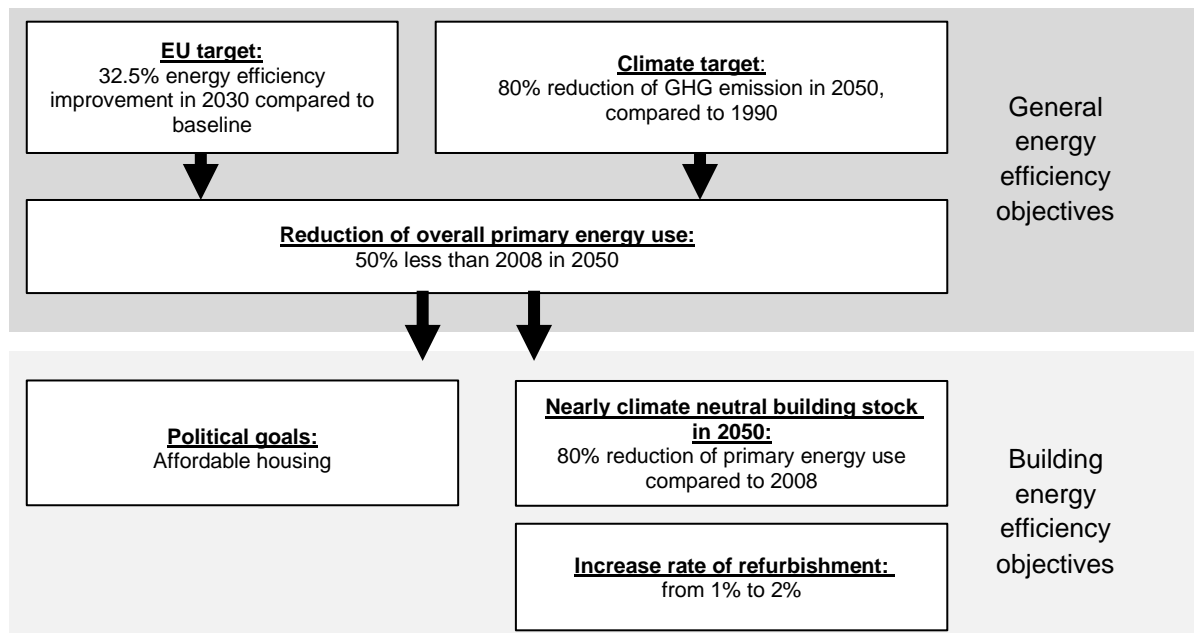 EU target:
32.5% energy efficiency
improvement in 2030 compared to
baseline
Climate target:
80% reduction of GHG emission in 2050,
compared to 1990
General
energy
efficiency
objectives
Reduction of overall primary energy use:
50% less than 2008 in 2050
Political goals:
Affordable housing
Nearly climate neutral building stock
in 2050:
80% reduction of primary energy use
compared to 2008
Increase rate of refurbishment:
from 1% to 2%
Building
energy
efficiency
objectives